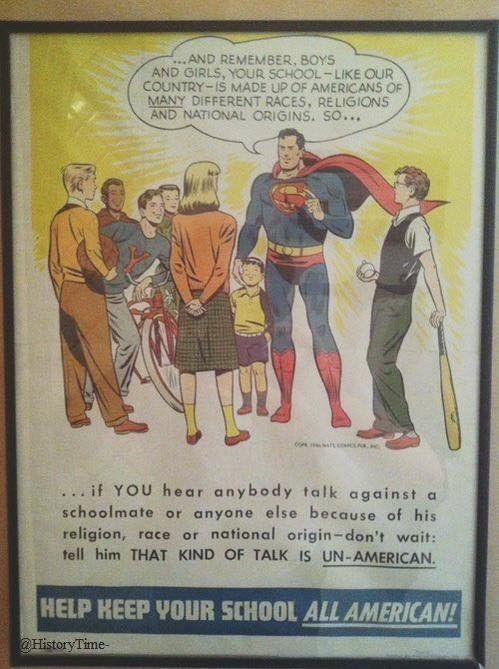 ...AND REMEMBER, BOYS
AND GIRLS, YOUR SCHOOL-LIKE OUR
COUNTRY-IS MADE UP OF AMERICANS OF
MANY DIFFERENT RACES, RELIGIONS
AND NATIONAL ORIGINS. SO...
S
Y
...if YOU hear anybody talk against a
schoolmate or anyone else because of his
religion, race or national origin-don't wait:
tell him THAT KIND OF TALK IS UN-AMERICAN.
HELP KEEP YOUR SCHOOL ALL AMERICAN!
@HistoryTime-